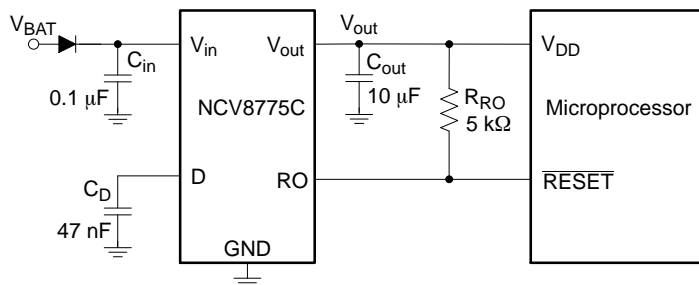 V_BAT
C_in
0.1 μF
V_in
V_out
V_out
C_out
10 μF
R_RO
5 kΩ
V_DD
NCV8775C
Microprocessor
C_D
47 nF
D
RO
RESET
GND